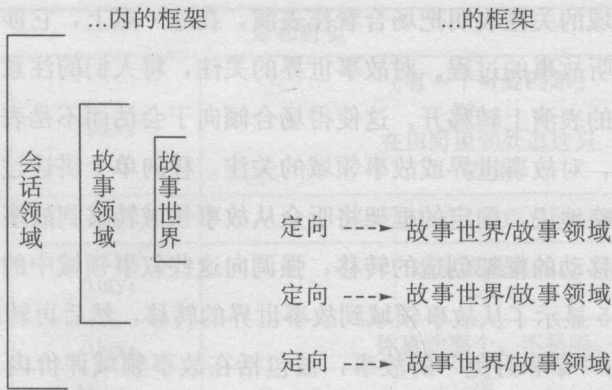 ...内的框架 ...的框架
会话领域
故事领域
故事世界
定向 ---→ 故事世界/故事领域
定向 ---→ 故事世界/故事领域
定向 ---→ 故事世界/故事领域